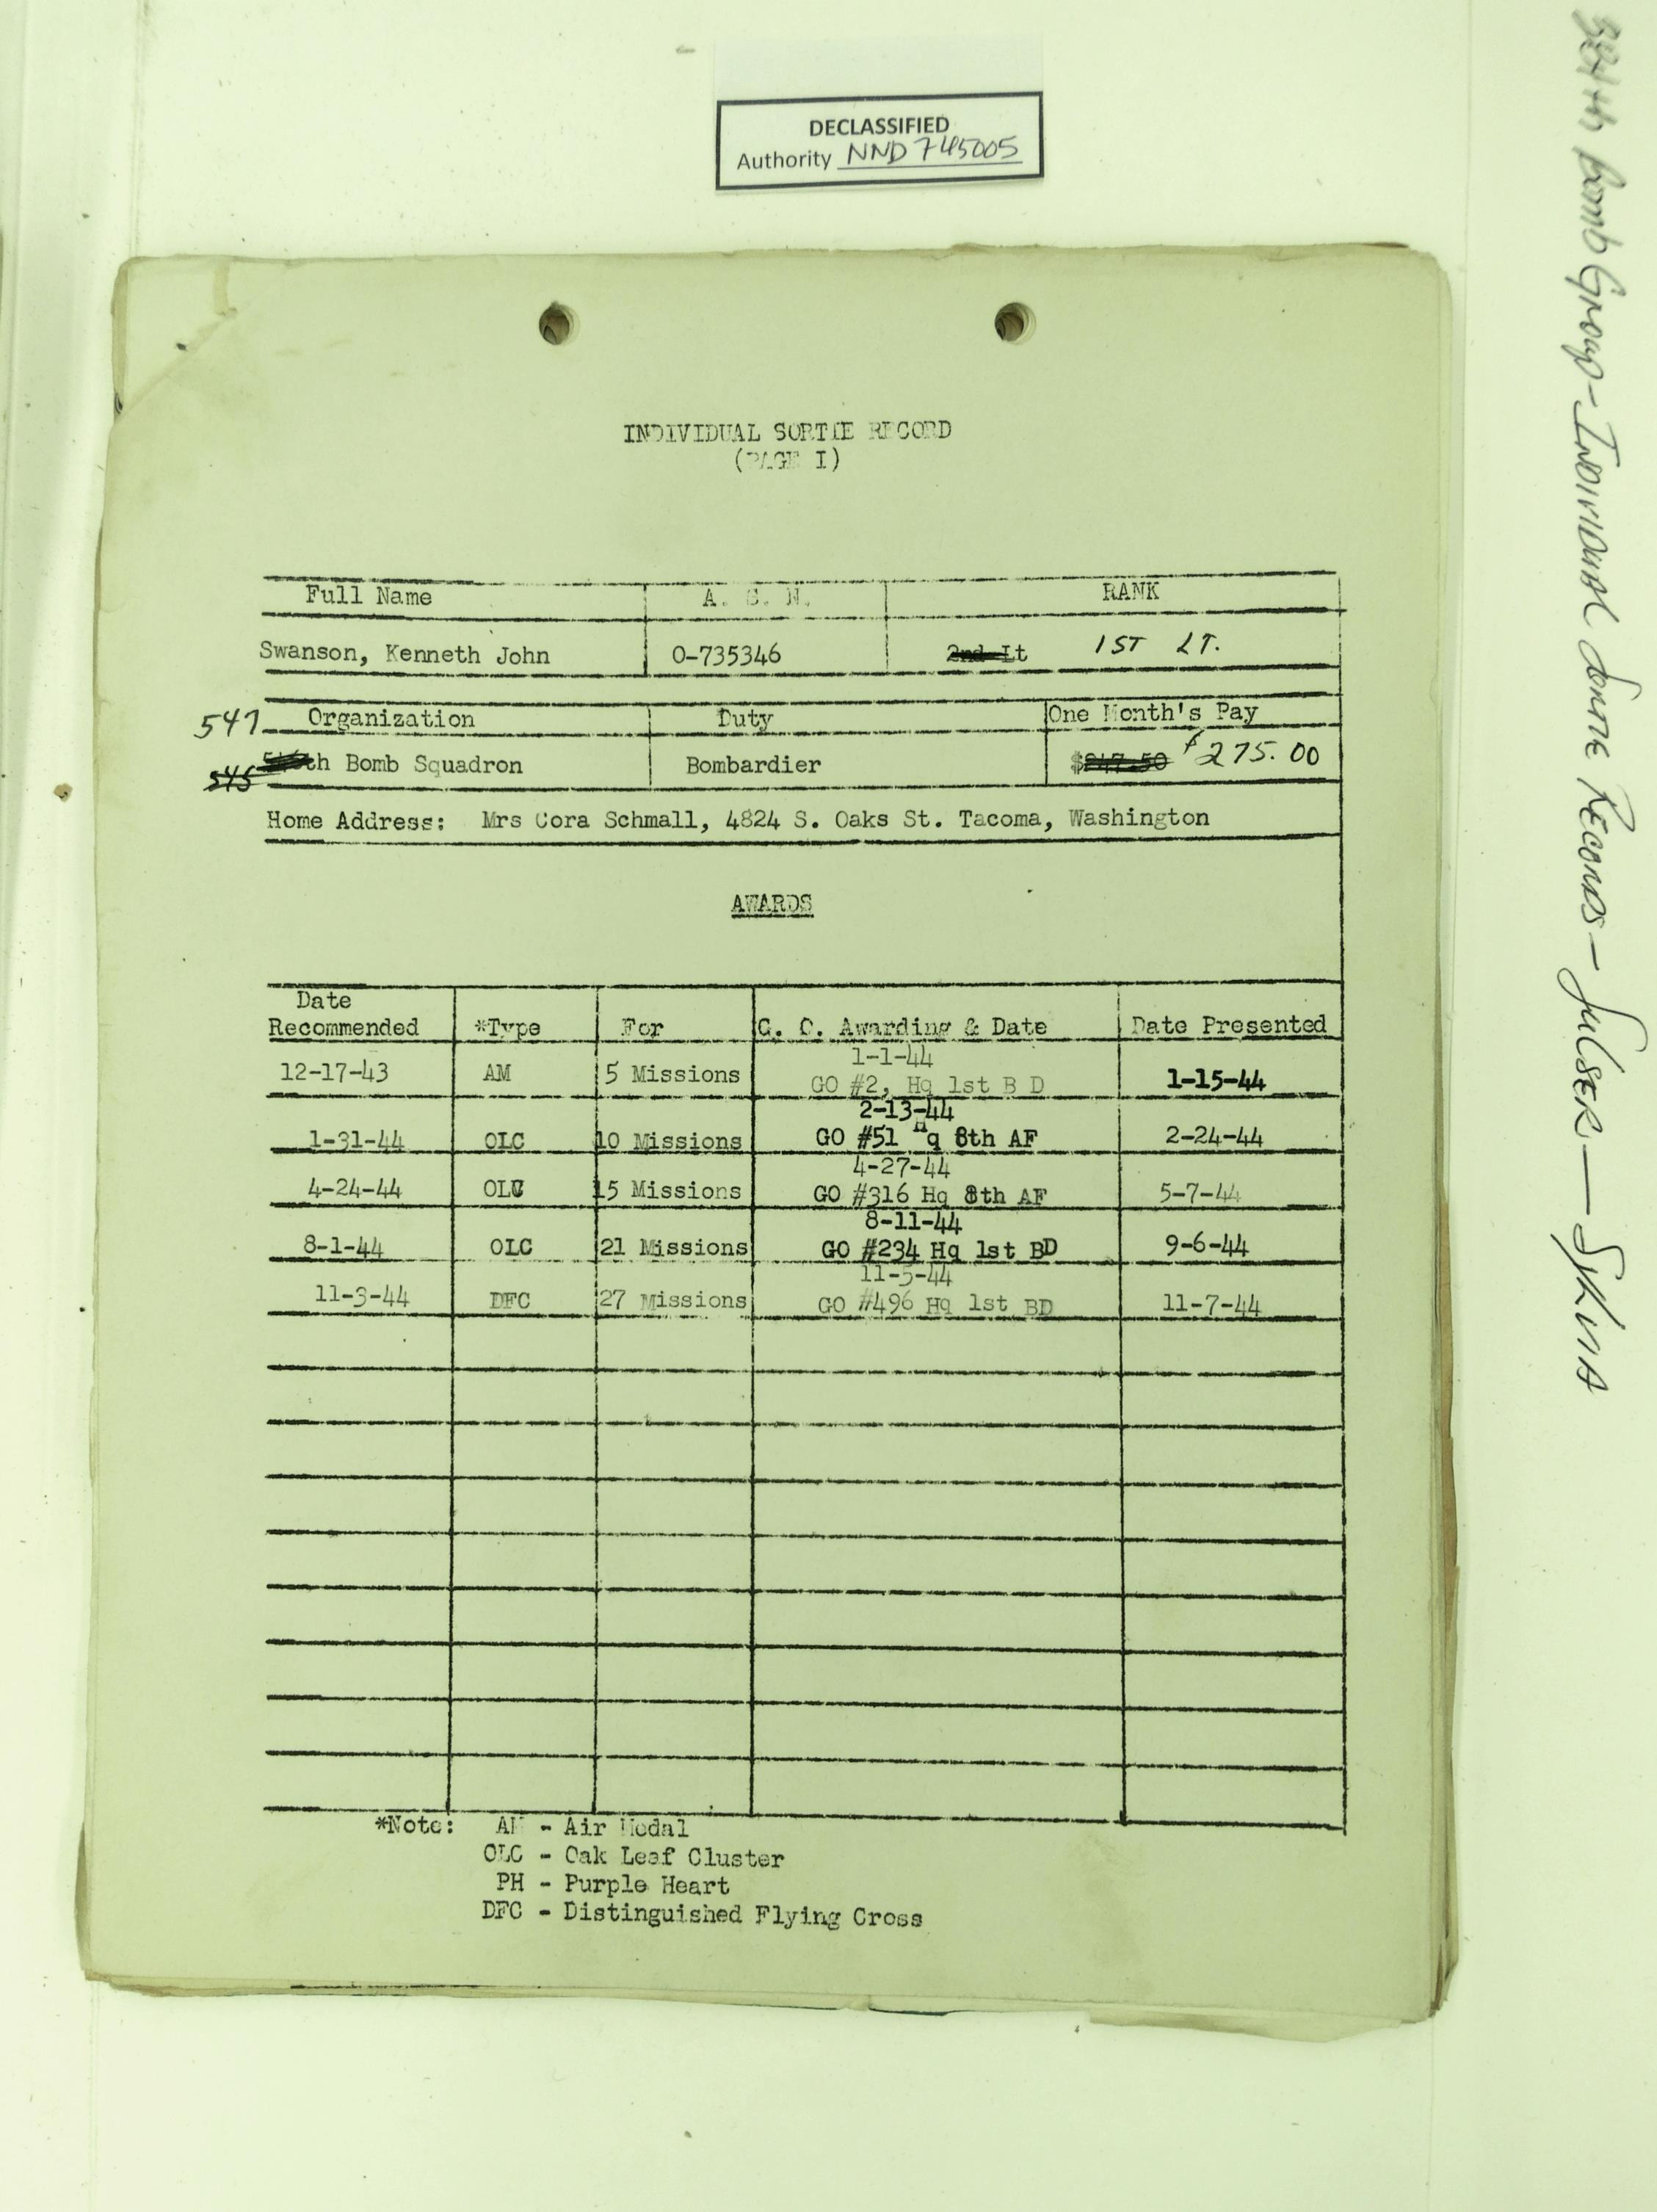 DECLASSIFIED
Authority NND 745005
384th Bomb Group - Individual Sortie Records - Sulser — Sykina
INDIVIDUAL SORTIE RECORD
(PAGE I)
Full Name A. S. N. RANK
Swanson, Kenneth John 0-735346 2nd Lt 1ST LT.
547 Organization Duty One Month's Pay
th Bomb Squadron Bombardier $247.50 $275.00
545
Home Address: Mrs Cora Schmall, 4824 S. Oaks St. Tacoma, Washington
AWARDS
Date
Recommended *Type For G. O. Awarding & Date Date Presented
1-1-44
12-17-43 AM 5 Missions GO #2, Hq 1st B D 1-15-44
2-13-44
1-31-44 OLC 10 Missions GO #51 Hq 8th AF 2-24-44
4-27-44
4-24-44 OLC 15 Missions GO #316 Hq 8th AF 5-7-44
8-11-44
8-1-44 OLC 21 Missions GO #234 Hq 1st BD 9-6-44
11-5-44
11-3-44 DFC 27 Missions GO #496 Hq 1st BD 11-7-44
*Note: AM - Air Medal
OLC - Oak Leaf Cluster
PH - Purple Heart
DFC - Distinguished Flying Cross